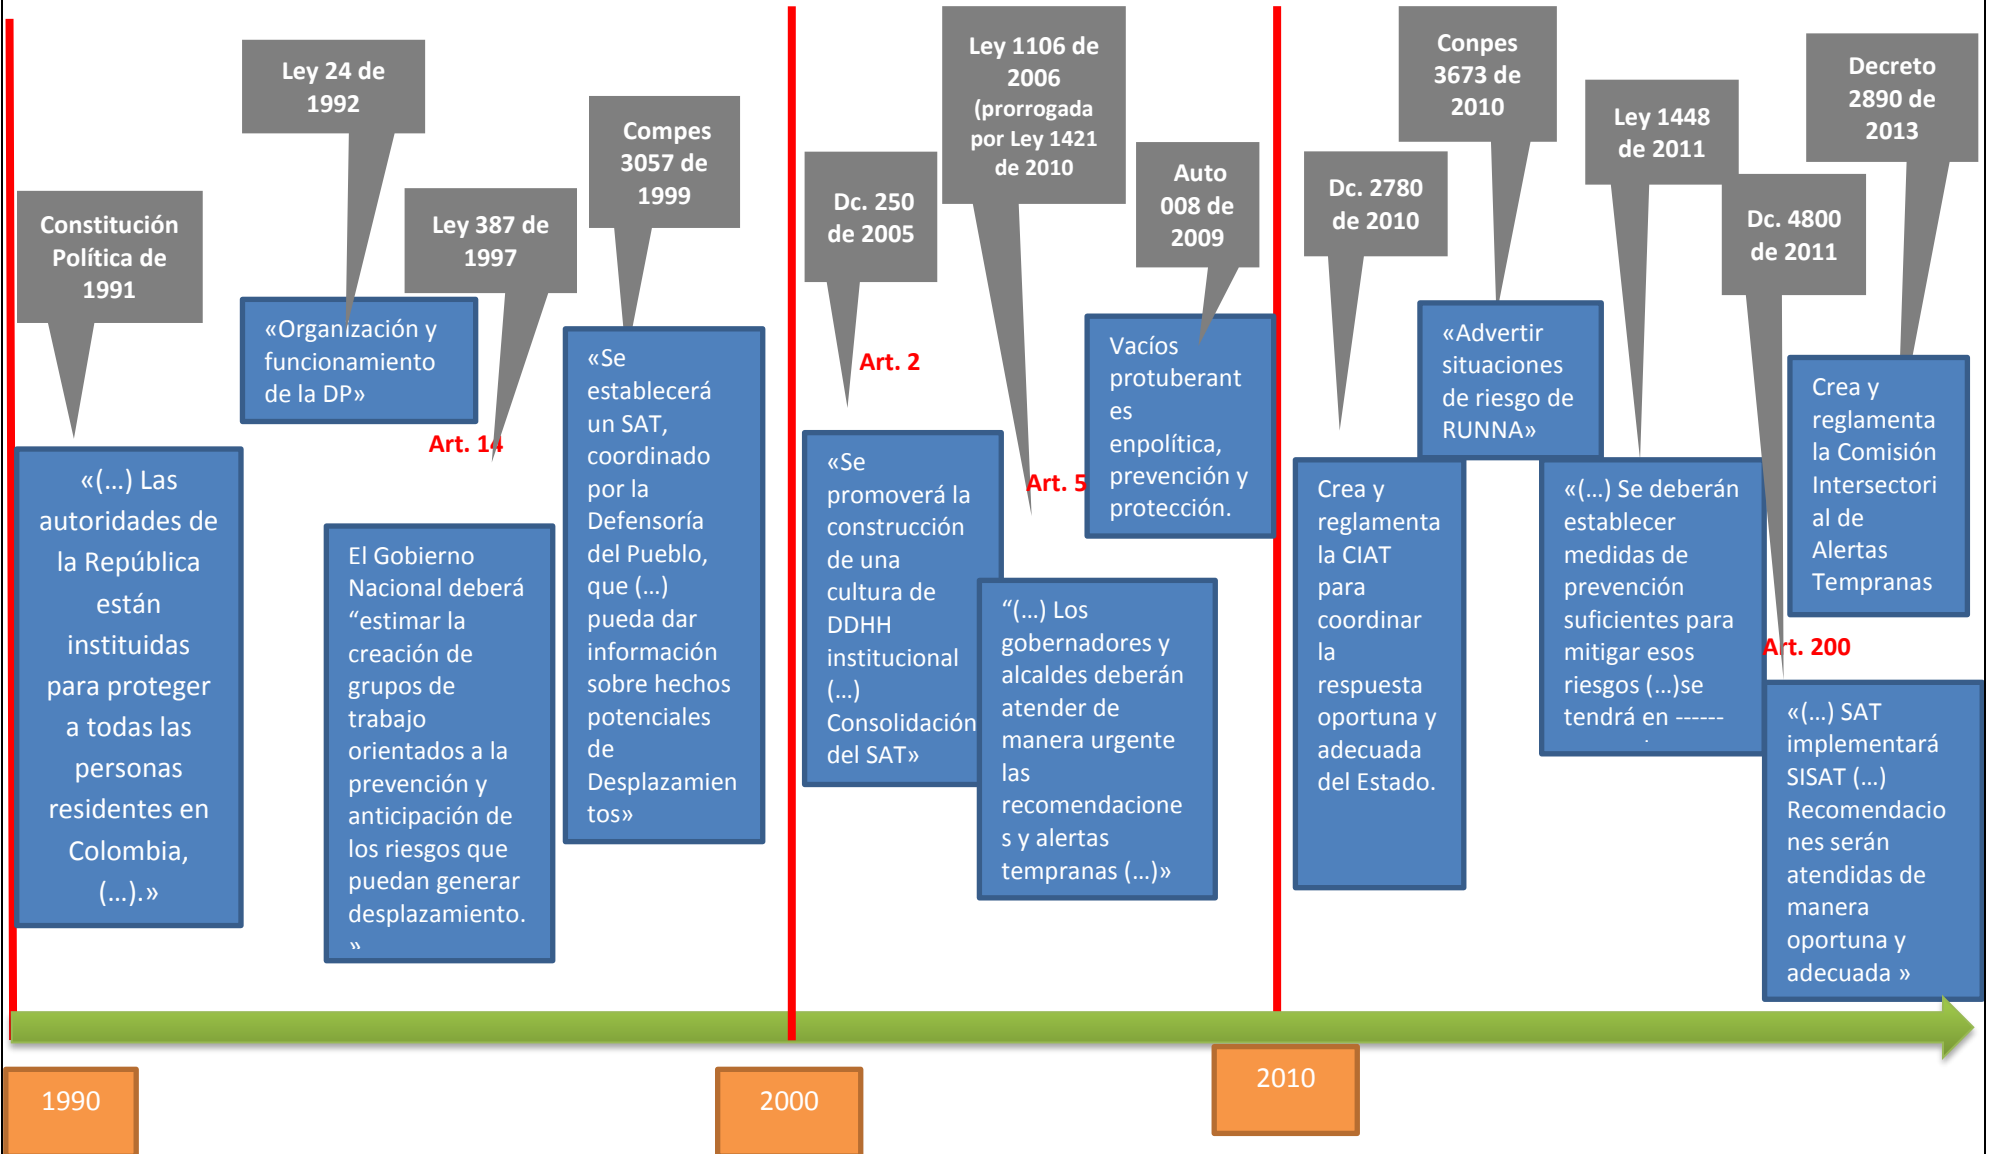 Constitución
Política de
1991
«(...) Las
autoridades de
la República
están
instituidas
para proteger
a todas las
personas
residentes en
Colombia,
(...).»
Ley 24 de
1992
«Organización y
funcionamiento
de la DP»
Ley 387 de
1997
Art. 14
El Gobierno
Nacional deberá
“estimar la
creación de
grupos de
trabajo
orientados a la
prevención y
anticipación de
los riesgos que
puedan generar
desplazamiento.
»
Compes
3057 de
1999
«Se
establecerá
un SAT,
coordinado
por la
Defensoría
del Pueblo,
que (...)
pueda dar
información
sobre hechos
potenciales
de
Desplazamien
tos»
Dc. 250
de 2005
Art. 2
«Se
promoverá la
construcción
de una
cultura de
DDHH
institucional
(...)
Consolidación
del SAT»
Ley 1106 de
2006
(prorrogada
por Ley 1421
de 2010
Art. 5
“(...) Los
gobernadores y
alcaldes deberán
atender de
manera urgente
las
recomendacione
s y alertas
tempranas (...)»
Auto
008 de
2009
Vacíos
protuberant
es
enpolítica,
prevención y
protección.
Dc. 2780
de 2010
Crea y
reglamenta
la CIAT
para
coordinar
la
respuesta
oportuna y
adecuada
del Estado.
Conpes
3673 de
2010
«Advertir
situaciones
de riesgo de
RUNNA»
Ley 1448
de 2011
«(...) Se deberán
establecer
medidas de
prevención
suficientes para
mitigar esos
riesgos (...)se
tendrá en ------
Dc. 4800
de 2011
Art. 200
«(...) SAT
implementará
SISAT (...)
Recomendacio
nes serán
atendidas de
manera
oportuna y
adecuada »
Decreto
2890 de
2013
Crea y
reglamenta
la Comisión
Intersectori
al de
Alertas
Tempranas
1990
2000
2010